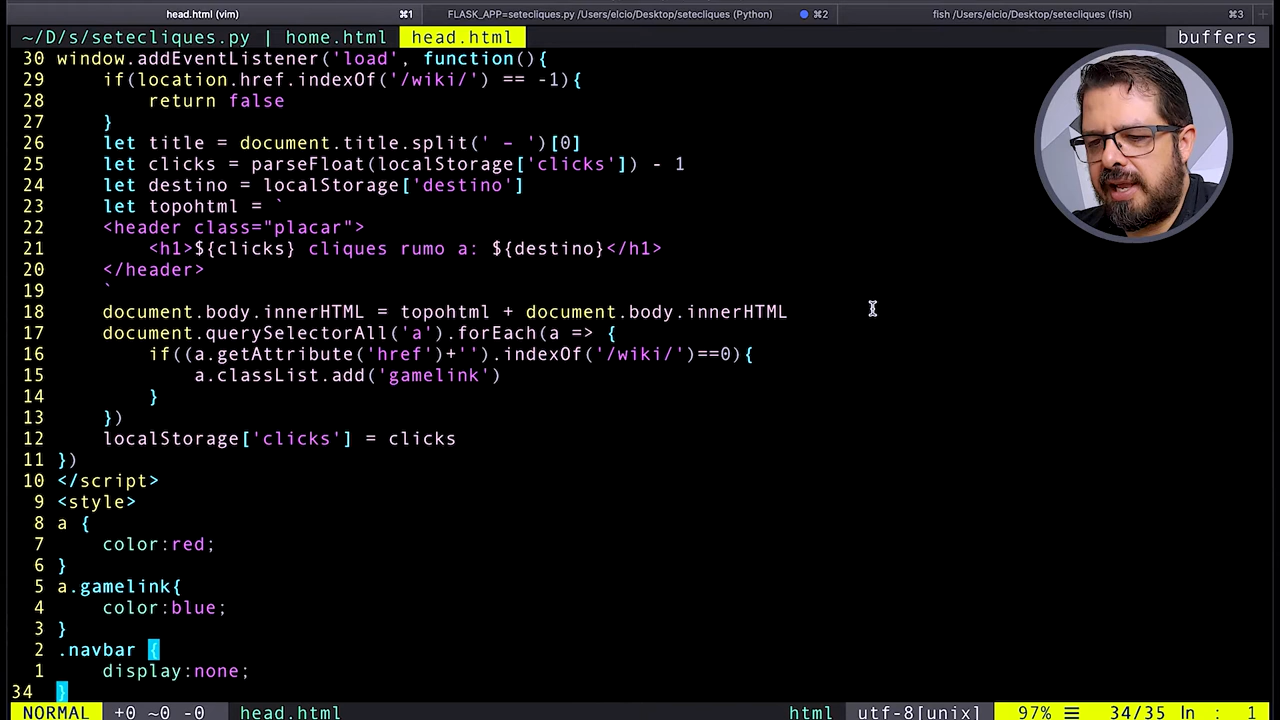 head.html (vim) ⌘1 FLASK_APP=setecliques.py /Users/elcio/Desktop/setecliques (Python) ⌘2 fish /Users/elcio/Desktop/setecliques (fish) ⌘3 +
~/D/s/setecliques.py | home.html head.html buffers
30 window.addEventListener('load', function(){
29     if(location.href.indexOf('/wiki/') == -1){
28         return false
27     }
26     let title = document.title.split(' – ')[0]
25     let clicks = parseFloat(localStorage['clicks']) - 1
24     let destino = localStorage['destino']
23     let topohtml = `
22     <header class="placar">
21         <h1>${clicks} cliques rumo a: ${destino}</h1>
20     </header>
19     `
18     document.body.innerHTML = topohtml + document.body.innerHTML
17     document.querySelectorAll('a').forEach(a => {
16         if((a.getAttribute('href')+'').indexOf('/wiki/')==0){
15             a.classList.add('gamelink')
14         }
13     })
12     localStorage['clicks'] = clicks
11 })
10 </script>
9 <style>
8 a {
7     color:red;
6 }
5 a.gamelink{
4     color:blue;
3 }
2 .navbar {
1     display:none;
34 }
NORMAL +0 ~0 -0 head.html html utf-8[unix] 97% ☰ 34/35 ln : 1